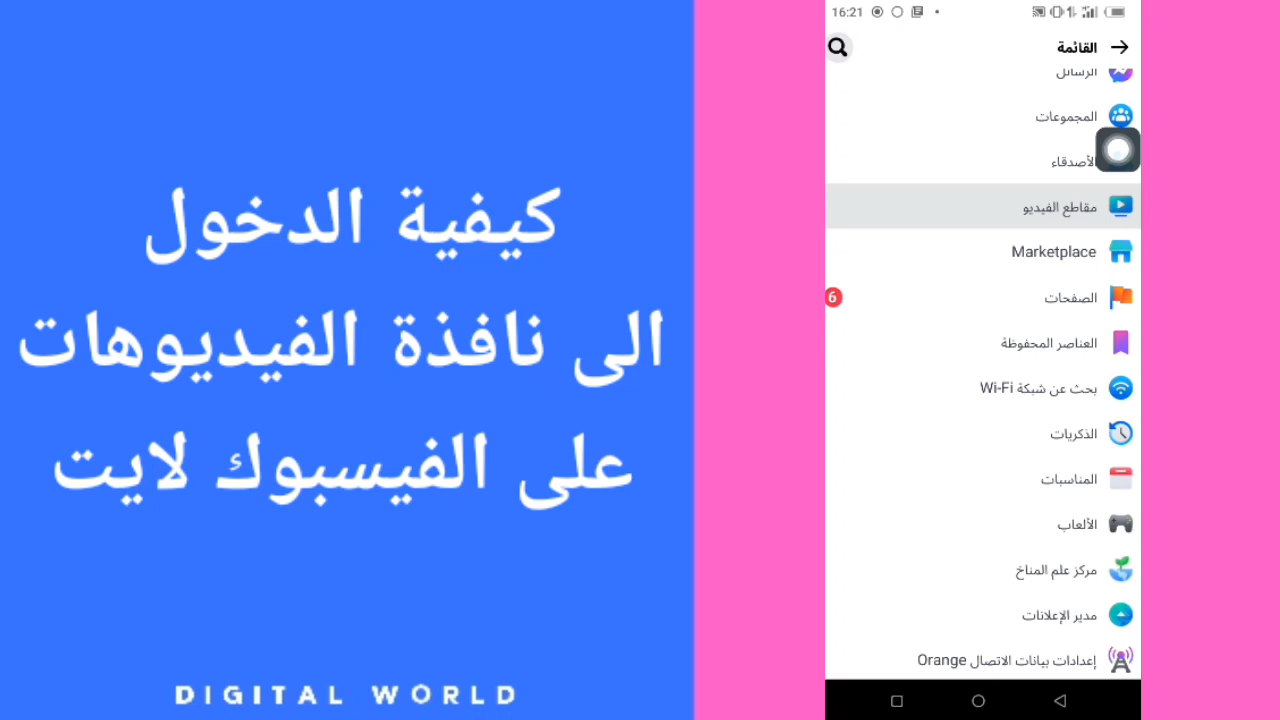 كيفية الدخول
الى نافذة الفيديوهات
على الفيسبوك لايت
DIGITAL WORLD
16:21
القائمة
الرسائل
المجموعات
الأصدقاء
مقاطع الفيديو
Marketplace
الصفحات
6
العناصر المحفوظة
بحث عن شبكة Wi-Fi
الذكريات
المناسبات
الألعاب
مركز علم المناخ
مدير الإعلانات
إعدادات بيانات الاتصال Orange